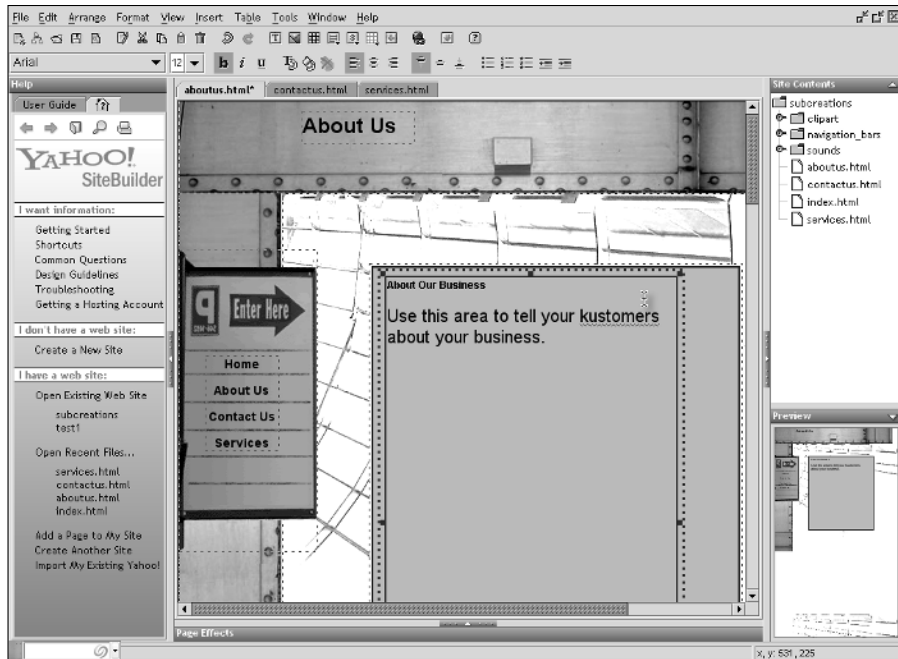 File Edit Arrange Format View Insert Table Tools Window Help
Arial 12 b i u
Help
User Guide
YAHOO!
SiteBuilder
I want information:
Getting Started
Shortcuts
Common Questions
Design Guidelines
Troubleshooting
Getting a Hosting Account
I don't have a web site:
Create a New Site
I have a web site:
Open Existing Web Site
subcreations
test1
Open Recent Files...
services.html
contactus.html
aboutus.html
index.html
Add a Page to My Site
Create Another Site
Import My Existing Yahoo!
aboutus.html* contactus.html services.html
About Us
P Enter Here
Home
About Us
Contact Us
Services
About Our Business
Use this area to tell your kustomers
about your business.
Page Effects
Site Contents
subcreations
clipart
navigation_bars
sounds
aboutus.html
contactus.html
index.html
services.html
Preview
x, y: 531, 225